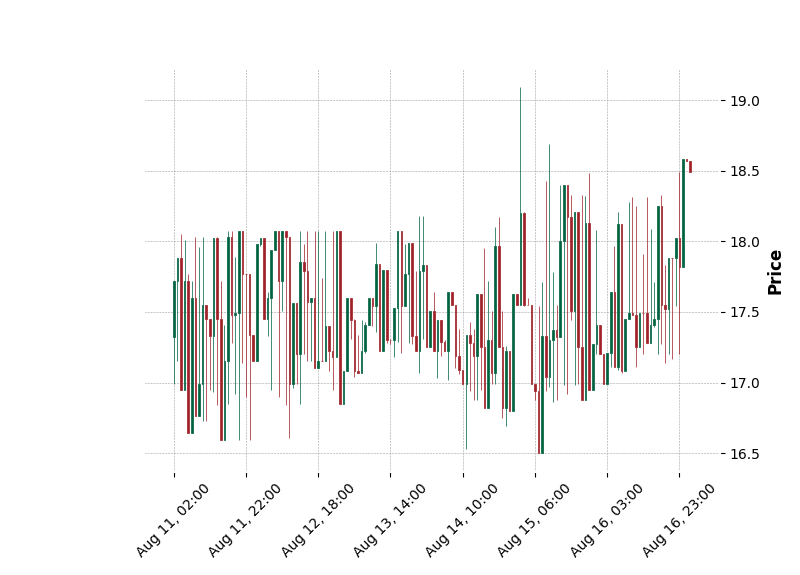 19.0
18.5
18.0
17.5
17.0
16.5
Price
Aug 11, 02:00
Aug 11, 22:00
Aug 12, 18:00
Aug 13, 14:00
Aug 14, 10:00
Aug 15, 06:00
Aug 16, 03:00
Aug 16, 23:00